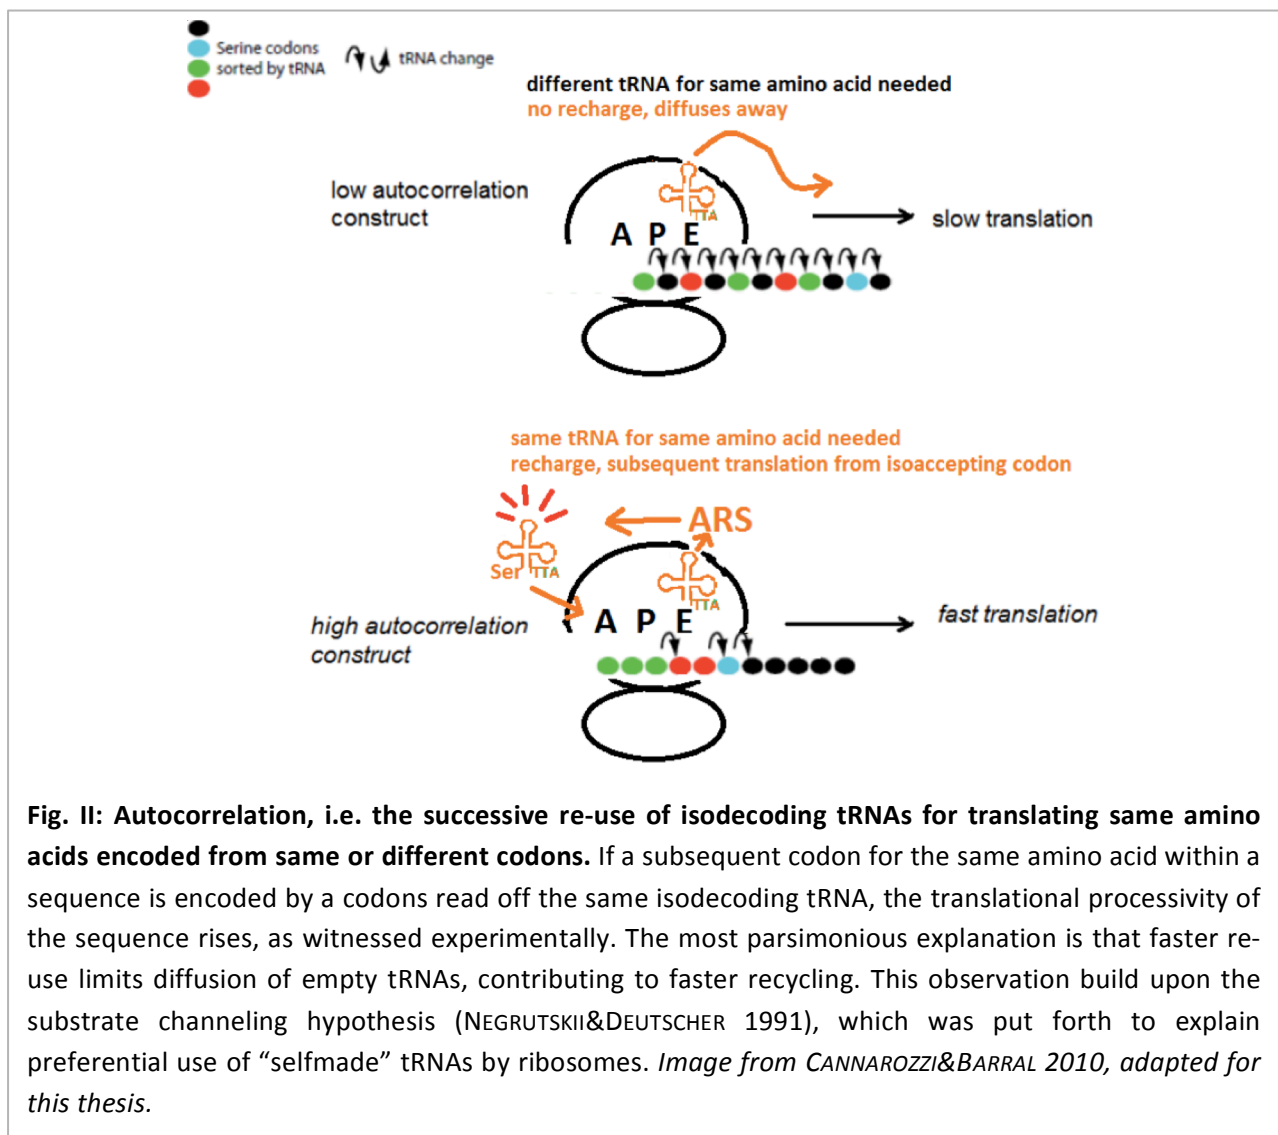 Serine codons
sorted by tRNA
tRNA change
different tRNA for same amino acid needed
no recharge, diffuses away
low autocorrelation
construct
TTA
A P E
slow translation
same tRNA for same amino acid needed
recharge, subsequent translation from isoaccepting codon
ARS
Ser TTA
TTA
A P E
high autocorrelation
construct
fast translation
Fig. II: Autocorrelation, i.e. the successive re-use of isodecoding tRNAs for translating same amino
acids encoded from same or different codons. If a subsequent codon for the same amino acid within a
sequence is encoded by a codons read off the same isodecoding tRNA, the translational processivity of
the sequence rises, as witnessed experimentally. The most parsimonious explanation is that faster re-
use limits diffusion of empty tRNAs, contributing to faster recycling. This observation build upon the
substrate channeling hypothesis (NEGRUTSKII&DEUTSCHER 1991), which was put forth to explain
preferential use of “selfmade” tRNAs by ribosomes. Image from CANNAROZZI&BARRAL 2010, adapted for
this thesis.